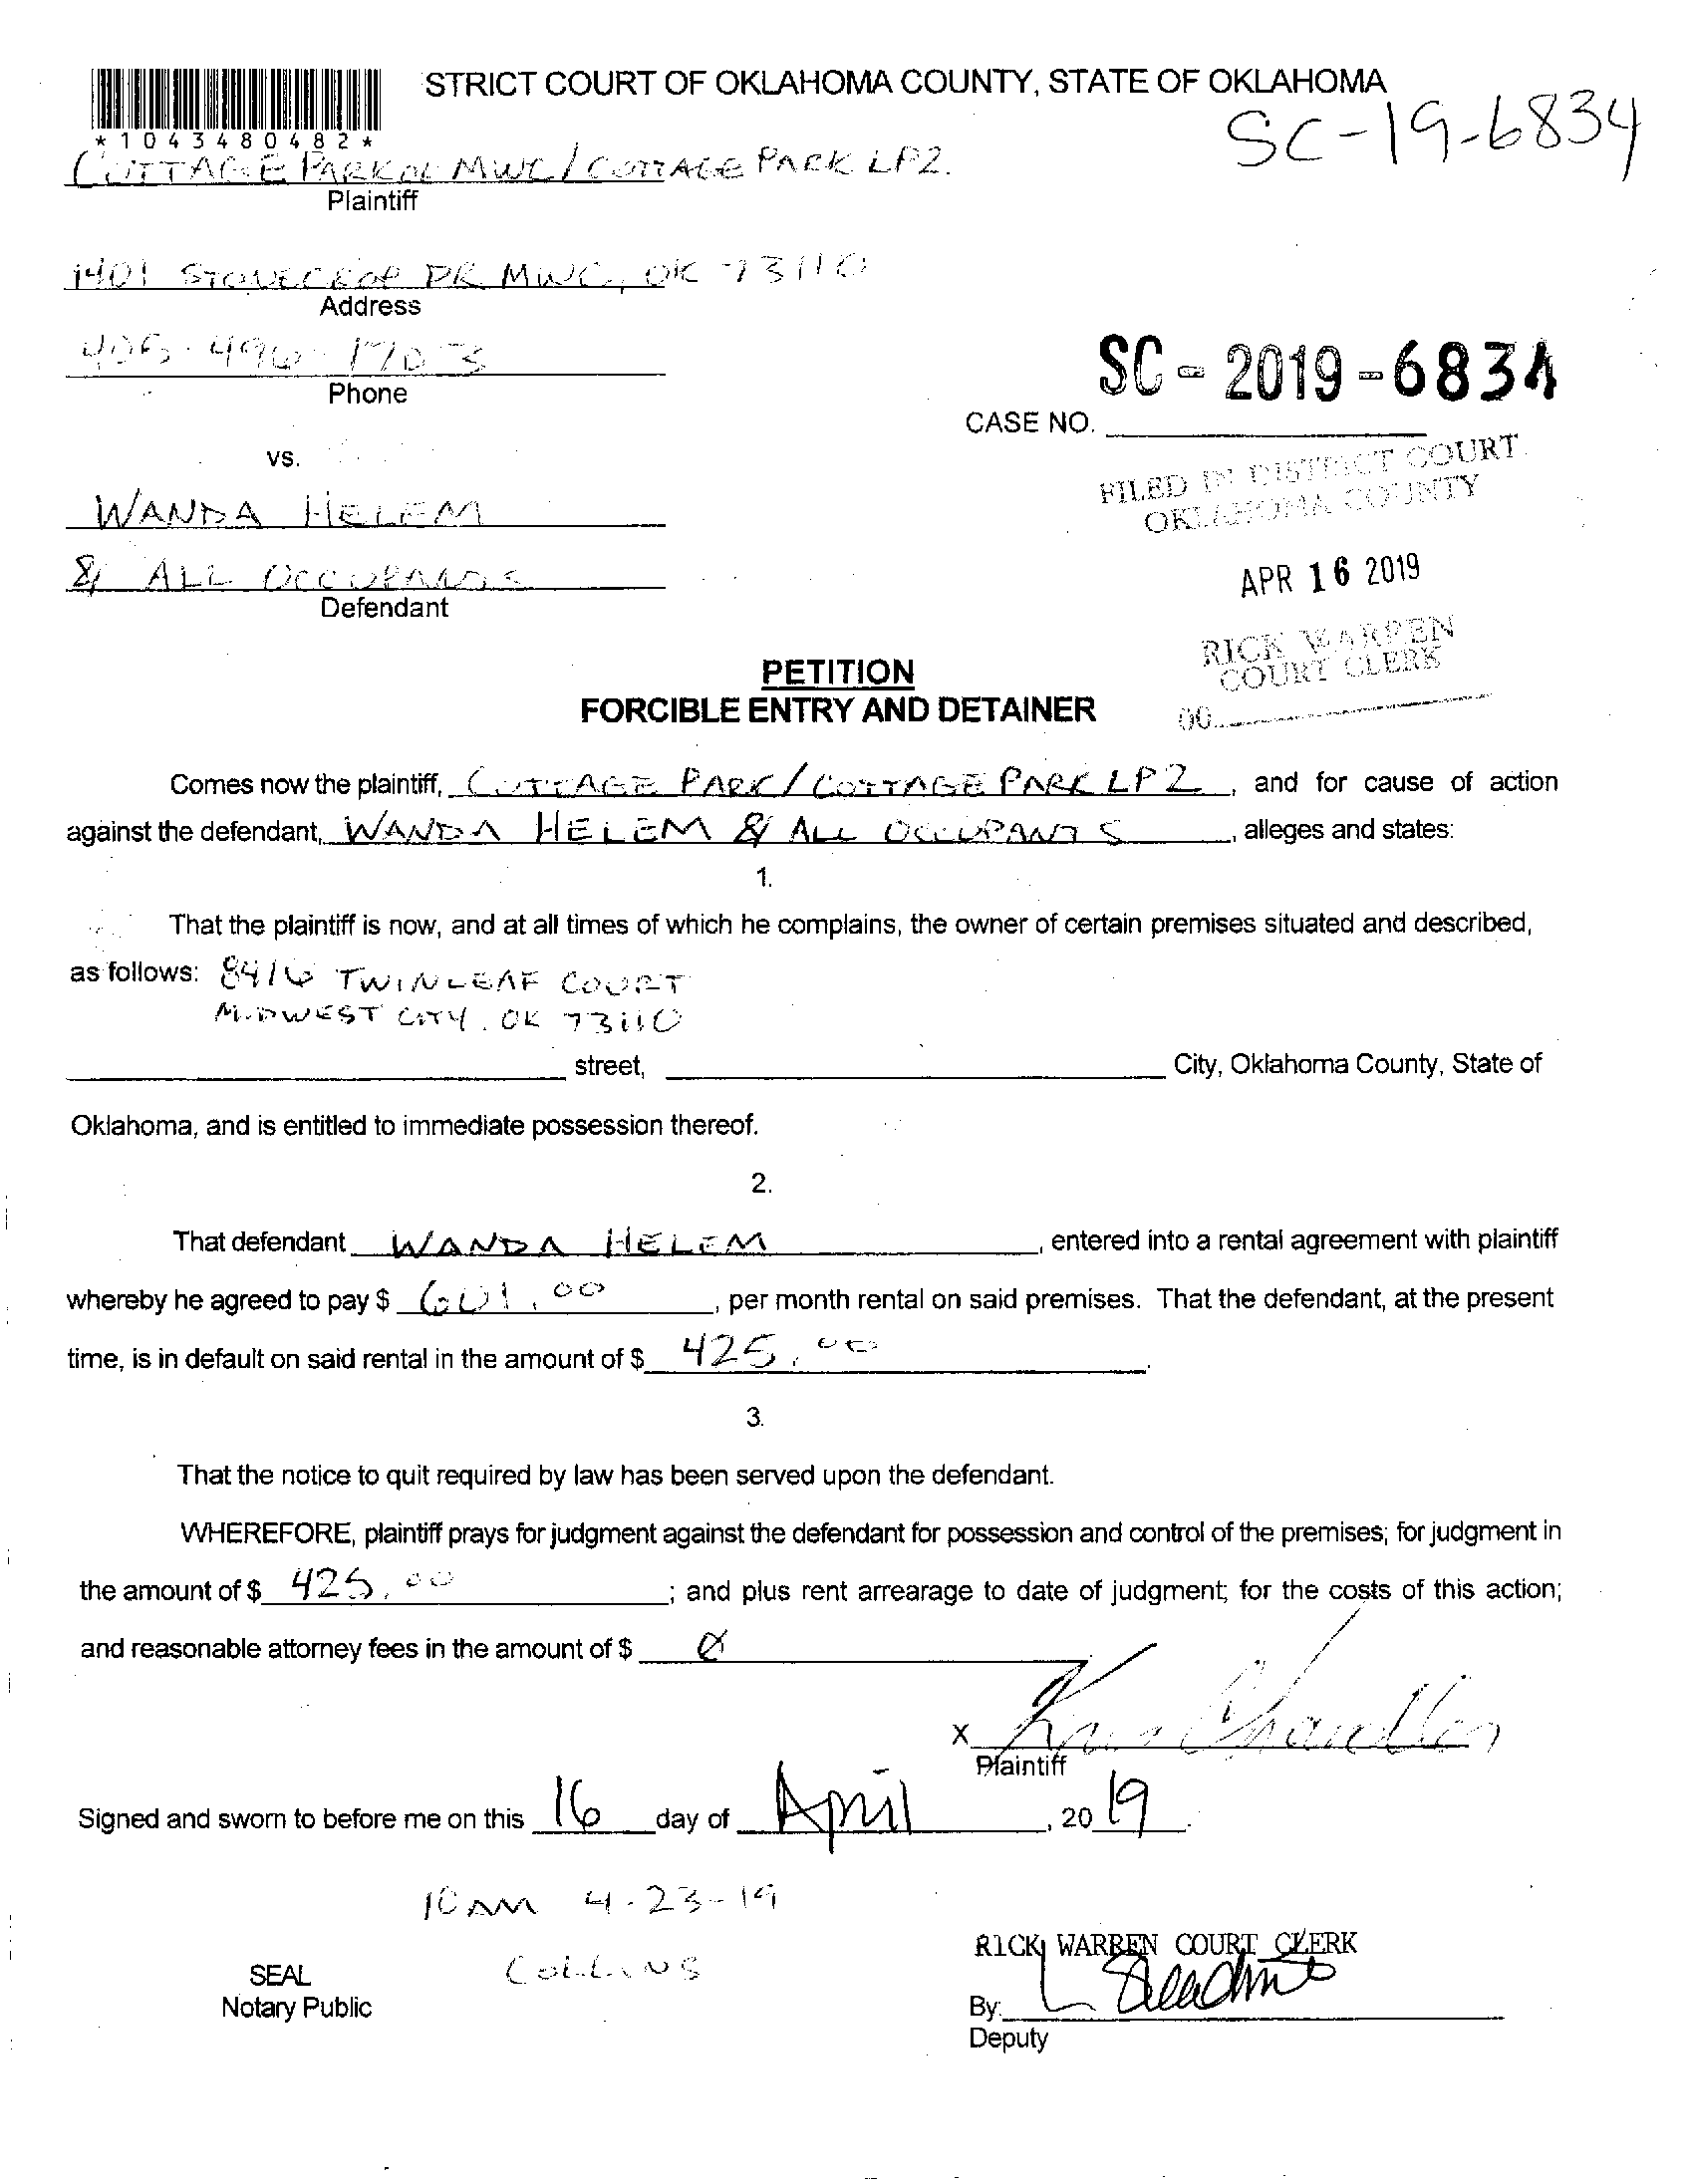 STRICT COURT OF OKLAHOMA COUNTY, STATE OF OKLAHOMA
SC-19-6834
* 1 0 4 3 4 8 0 4 8 2 *
COTTAGE PARK OF MWC / COTTAGE PARK LP2.
Plaintiff
1401 STONECROP DR MWC, OK 73110
Address
405-496-1703
Phone
SC - 2019 - 6834
CASE NO.
vs.
FILED IN DISTRICT COURT
OKLAHOMA COUNTY
WANDA HELEM
& ALL OCCUPANTS
Defendant
APR 16 2019
RICK WARREN
COURT CLERK
PETITION
FORCIBLE ENTRY AND DETAINER
Comes now the plaintiff, COTTAGE PARK / COTTAGE PARK LP2, and for cause of action
against the defendant, WANDA HELEM & ALL OCCUPANTS, alleges and states:
1.
That the plaintiff is now, and at all times of which he complains, the owner of certain premises situated and described,
as follows: 8416 TWINLEAF COURT
MIDWEST CITY, OK 73110
street, City, Oklahoma County, State of
Oklahoma, and is entitled to immediate possession thereof.
2.
That defendant WANDA HELEM, entered into a rental agreement with plaintiff
whereby he agreed to pay $ 601.00, per month rental on said premises. That the defendant, at the present
time, is in default on said rental in the amount of $ 425.00.
3.
That the notice to quit required by law has been served upon the defendant.
WHEREFORE, plaintiff prays for judgment against the defendant for possession and control of the premises; for judgment in
the amount of $ 425.00; and plus rent arrearage to date of judgment; for the costs of this action;
and reasonable attorney fees in the amount of $ Ø
X Chandler
Plaintiff
Signed and sworn to before me on this 16 day of April, 2019.
10 AM 4-23-19
COLLINS
RICK WARREN COURT CLERK
SEAL
Notary Public
By:
Deputy